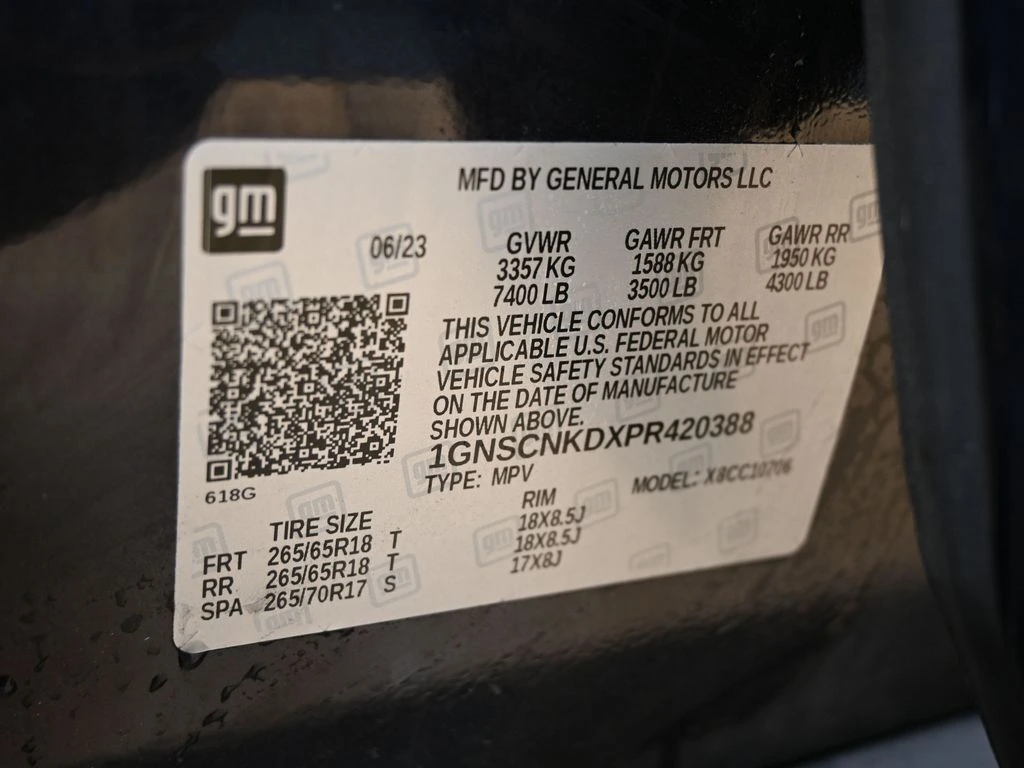 gm
MFD BY GENERAL MOTORS LLC
06/23
GVWR GAWR FRT GAWR RR
3357 KG 1588 KG 1950 KG
7400 LB 3500 LB 4300 LB
THIS VEHICLE CONFORMS TO ALL
APPLICABLE U.S. FEDERAL MOTOR
VEHICLE SAFETY STANDARDS IN EFFECT
ON THE DATE OF MANUFACTURE
SHOWN ABOVE.
1GNSCNKDXPR420388
TYPE: MPV MODEL: X8CC10706
618G
TIRE SIZE RIM
FRT 265/65R18 T 18X8.5J
RR 265/65R18 T 18X8.5J
SPA 265/70R17 S 17X8J